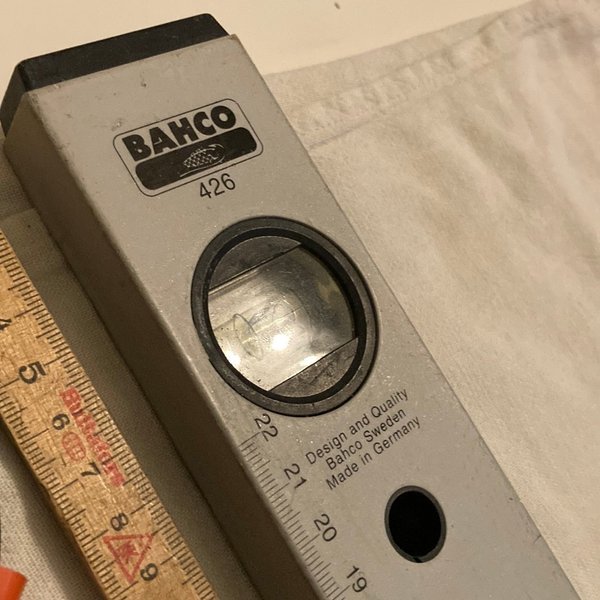 BAHCO
426
22
21
20
19
Design and Quality
Bahco Sweden
Made in Germany
4
5
6
7
8
9